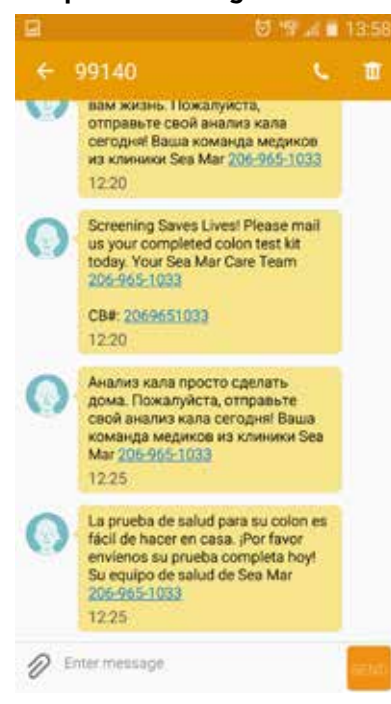 13:58
99140
вам жизнь. Пожалуйста,
отправьте свой анализ кала
сегодня! Ваша команда медиков
из клиники Sea Mar 206-965-1033
12:20
Screening Saves Lives! Please mail
us your completed colon test kit
today. Your Sea Mar Care Team
206-965-1033
CB#: 2069651033
12:20
Анализ кала просто сделать
дома. Пожалуйста, отправьте
свой анализ кала сегодня! Ваша
команда медиков из клиники Sea
Mar 206-965-1033
12:25
La prueba de salud para su colon es
fácil de hacer en casa. ¡Por favor
envíenos su prueba completa hoy!
Su equipo de salud de Sea Mar
206-965-1033
12:25
Enter message